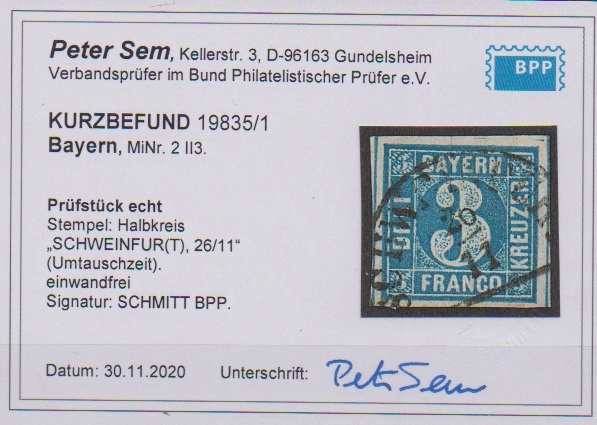 Peter Sem, Kellerstr. 3, D-96163 Gundelsheim
Verbandsprüfer im Bund Philatelistischer Prüfer e.V.
BPP
KURZBEFUND 19835/1
Bayern, MiNr. 2 II3.
Prüfstück echt
Stempel: Halbkreis
„SCHWEINFUR(T), 26/11“
(Umtauschzeit).
einwandfrei
Signatur: SCHMITT BPP.
BAYERN
DREI
3
KREUZER
FRANCO
Datum: 30.11.2020 Unterschrift: Peter Sem